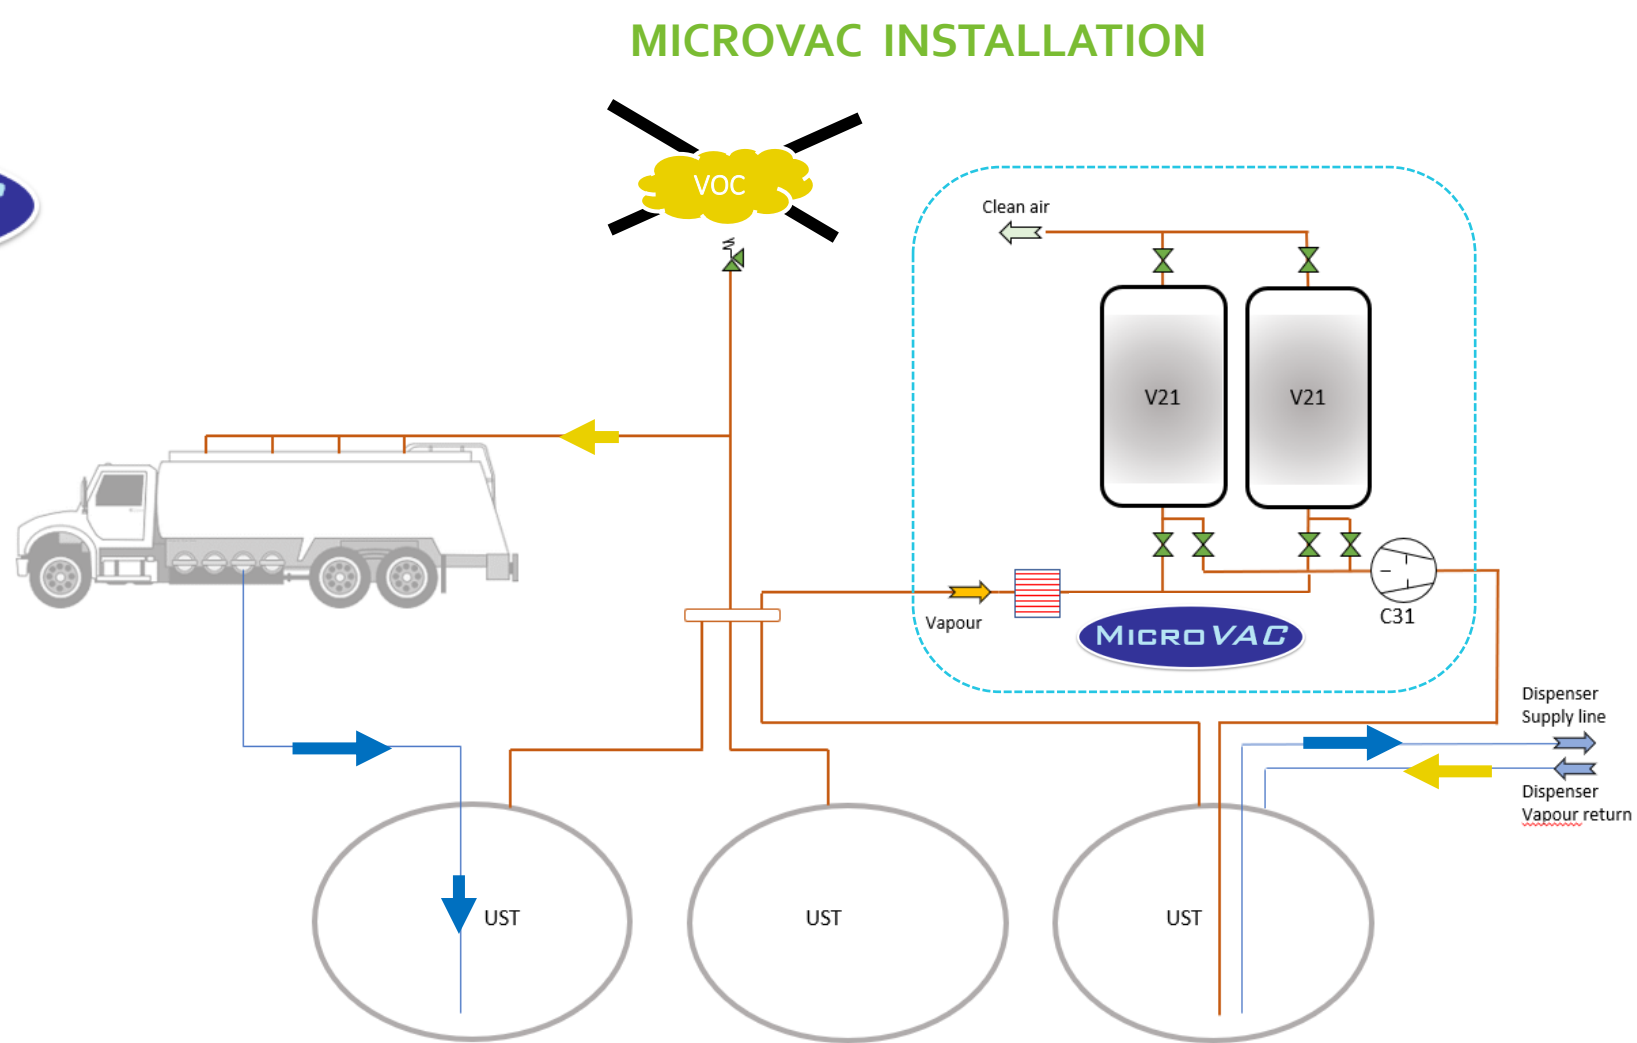 MICROVAC INSTALLATION
VOC
Clean air
V21
V21
Vapour
MICROVAC
C31
Dispenser
Supply line
Dispenser
Vapour return
UST
UST
UST